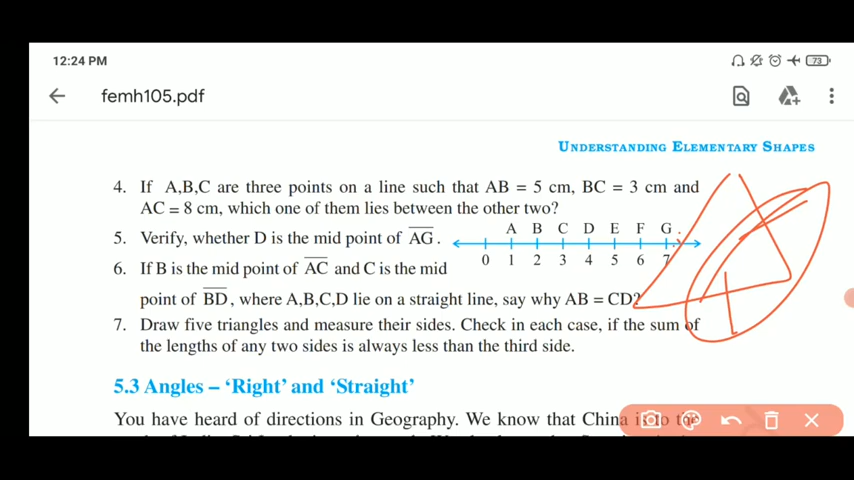 12:24 PM
73
femh105.pdf
UNDERSTANDING ELEMENTARY SHAPES
4. If A,B,C are three points on a line such that AB = 5 cm, BC = 3 cm and
AC = 8 cm, which one of them lies between the other two?
5. Verify, whether D is the mid point of AG.
A B C D E F G
0 1 2 3 4 5 6 7
6. If B is the mid point of AC and C is the mid
point of BD, where A,B,C,D lie on a straight line, say why AB = CD?
7. Draw five triangles and measure their sides. Check in each case, if the sum of
the lengths of any two sides is always less than the third side.
5.3 Angles – ‘Right’ and ‘Straight’
You have heard of directions in Geography. We know that China is to the